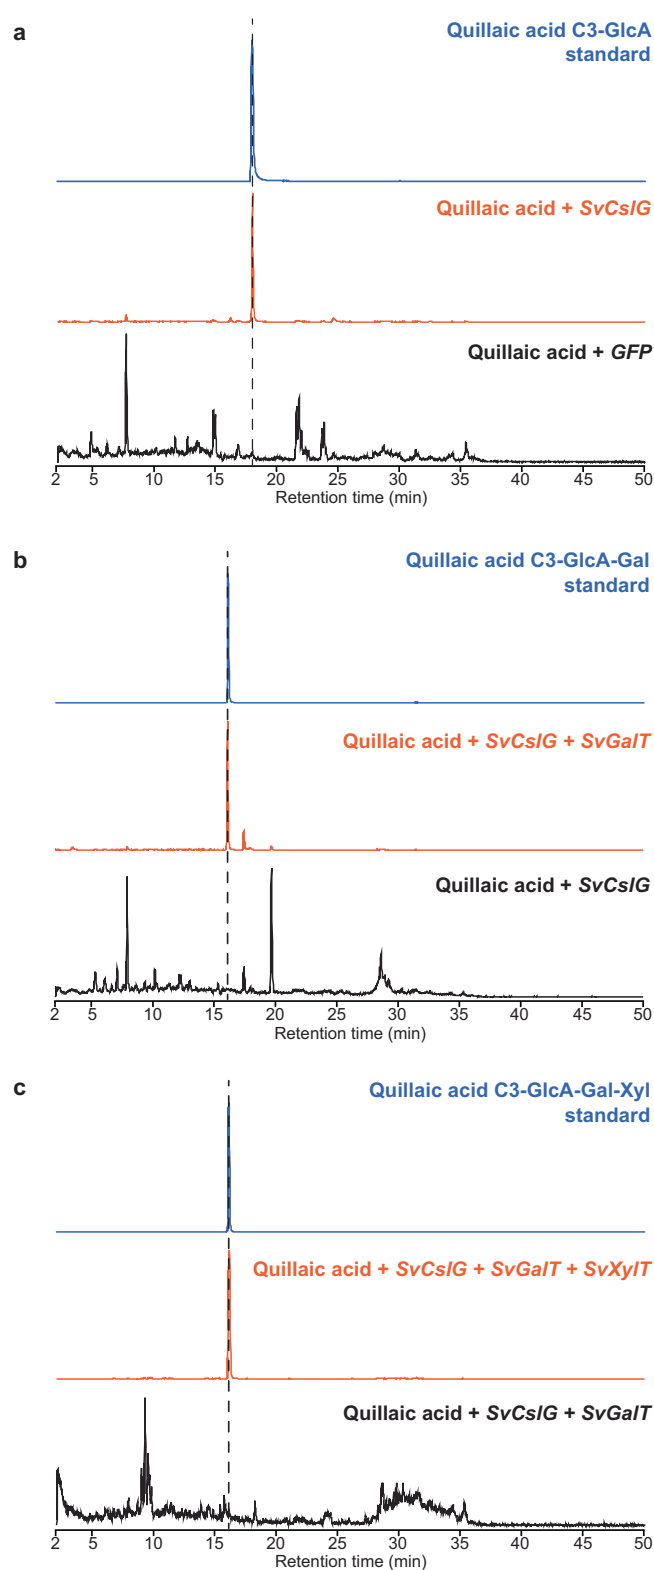 a
Quillaic acid C3-GlcA
standard
Quillaic acid + SvCslG
Quillaic acid + GFP
2 5 10 15 20 25 30 35 40 45 50
Retention time (min)
b
Quillaic acid C3-GlcA-Gal
standard
Quillaic acid + SvCslG + SvGalT
Quillaic acid + SvCslG
2 5 10 15 20 25 30 35 40 45 50
Retention time (min)
c
Quillaic acid C3-GlcA-Gal-Xyl
standard
Quillaic acid + SvCslG + SvGalT + SvXylT
Quillaic acid + SvCslG + SvGalT
2 5 10 15 20 25 30 35 40 45 50
Retention time (min)